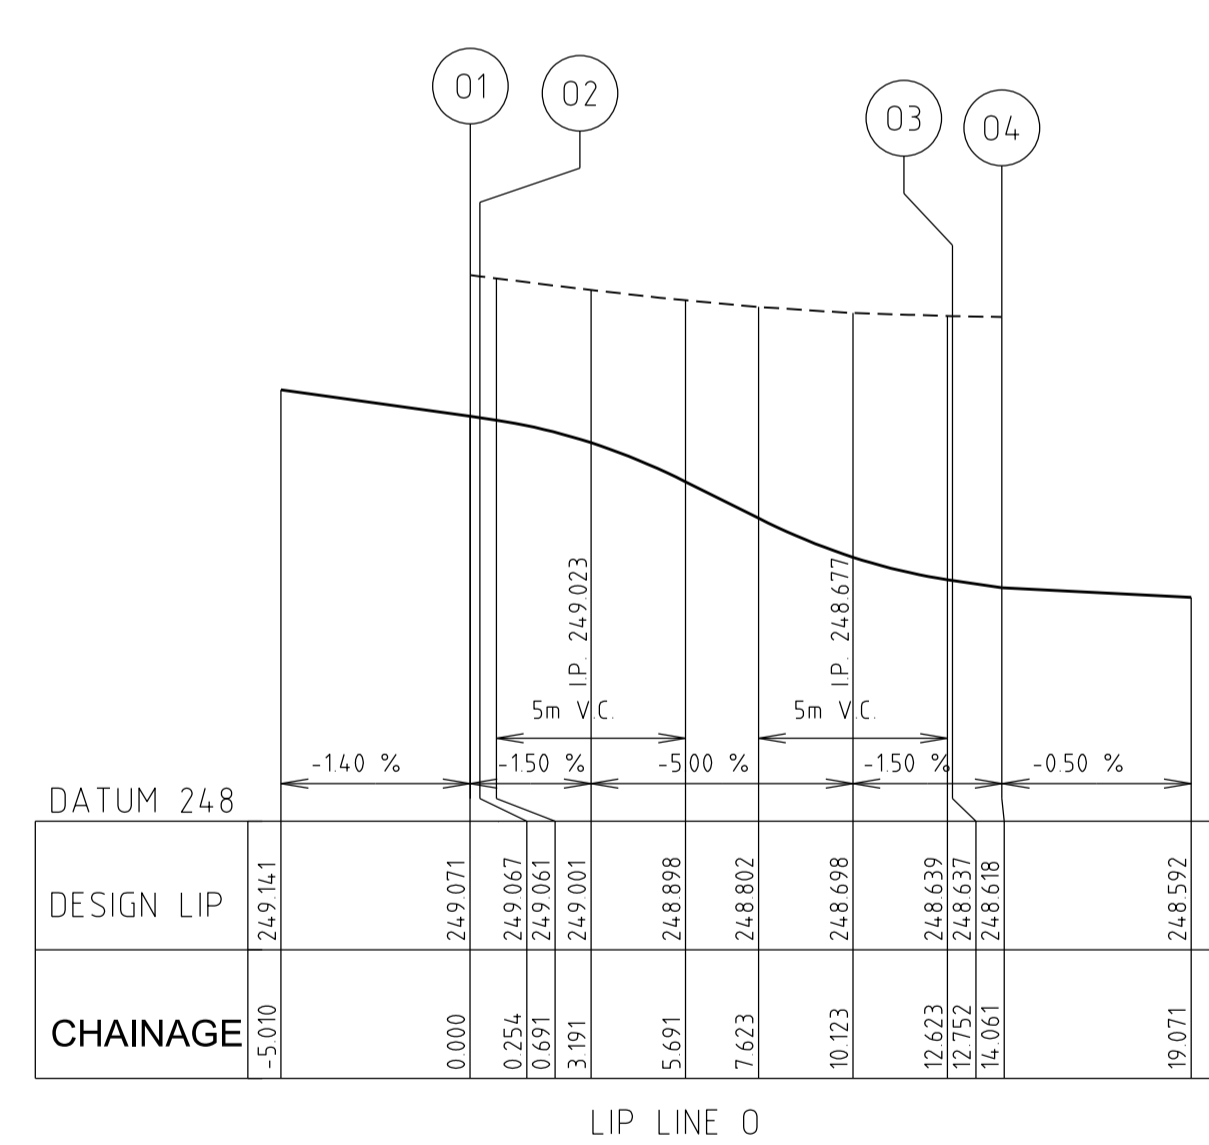 01 02 03 04
I.P. 249.023 I.P. 248.677
5m V.C. 5m V.C.
-1.40 % -1.50 % -5.00 % -1.50 % -0.50 %
DATUM 248
DESIGN LIP 249.141 249.071 249.067 249.061 249.001 248.898 248.802 248.698 248.639 248.637 248.618 248.592
CHAINAGE -5.010 0.000 0.254 0.691 3.191 5.691 7.623 10.123 12.623 12.752 14.061 19.071
LIP LINE O